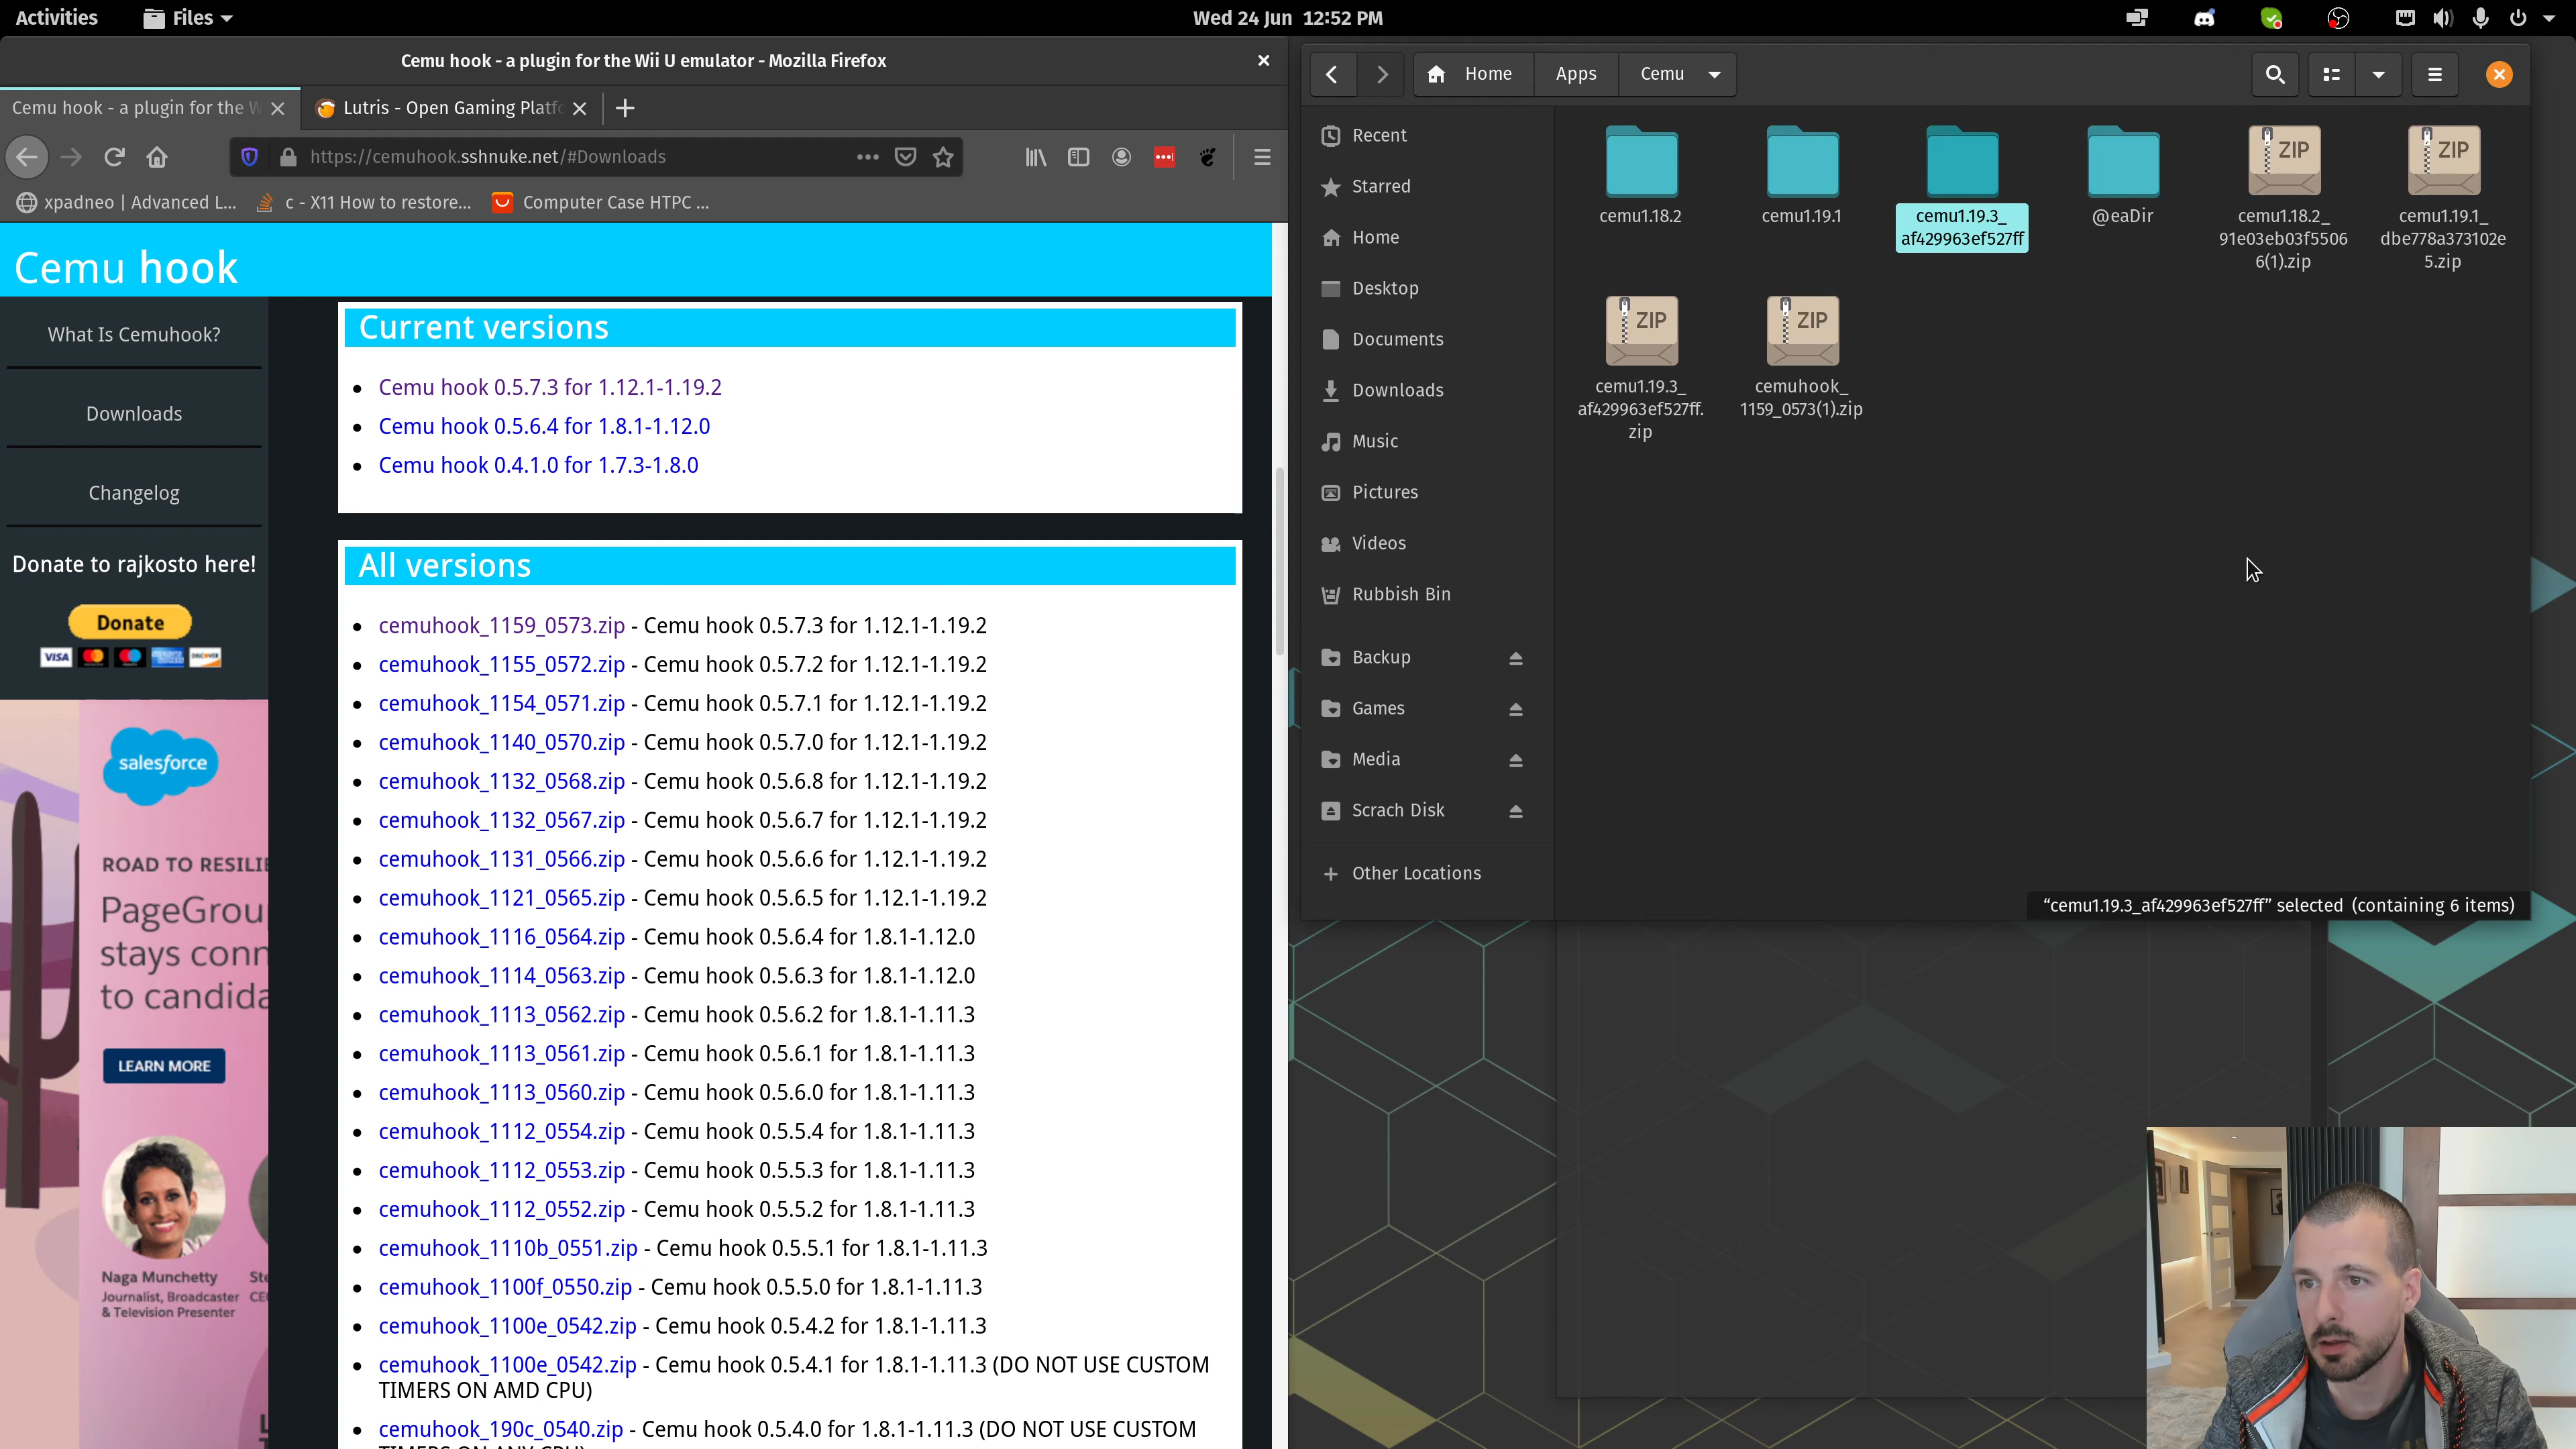 Activities
Files
Wed 24 Jun 12:52 PM
Cemu hook - a plugin for the Wii U emulator - Mozilla Firefox
Cemu hook - a plugin for the W
Lutris - Open Gaming Platfo
https://cemuhook.sshnuke.net/#Downloads
xpadneo | Advanced L...
c - X11 How to restore...
Computer Case HTPC ...
Cemu hook
What Is Cemuhook?
Downloads
Changelog
Donate to rajkosto here!
Donate
VISA
DISCOVER
salesforce
ROAD TO RESILIE
PageGrou
stays conn
to candida
LEARN MORE
Naga Munchetty
Journalist, Broadcaster
& Television Presenter
Ste
CEO
Current versions
Cemu hook 0.5.7.3 for 1.12.1-1.19.2
Cemu hook 0.5.6.4 for 1.8.1-1.12.0
Cemu hook 0.4.1.0 for 1.7.3-1.8.0
All versions
cemuhook_1159_0573.zip - Cemu hook 0.5.7.3 for 1.12.1-1.19.2
cemuhook_1155_0572.zip - Cemu hook 0.5.7.2 for 1.12.1-1.19.2
cemuhook_1154_0571.zip - Cemu hook 0.5.7.1 for 1.12.1-1.19.2
cemuhook_1140_0570.zip - Cemu hook 0.5.7.0 for 1.12.1-1.19.2
cemuhook_1132_0568.zip - Cemu hook 0.5.6.8 for 1.12.1-1.19.2
cemuhook_1132_0567.zip - Cemu hook 0.5.6.7 for 1.12.1-1.19.2
cemuhook_1131_0566.zip - Cemu hook 0.5.6.6 for 1.12.1-1.19.2
cemuhook_1121_0565.zip - Cemu hook 0.5.6.5 for 1.12.1-1.19.2
cemuhook_1116_0564.zip - Cemu hook 0.5.6.4 for 1.8.1-1.12.0
cemuhook_1114_0563.zip - Cemu hook 0.5.6.3 for 1.8.1-1.12.0
cemuhook_1113_0562.zip - Cemu hook 0.5.6.2 for 1.8.1-1.11.3
cemuhook_1113_0561.zip - Cemu hook 0.5.6.1 for 1.8.1-1.11.3
cemuhook_1113_0560.zip - Cemu hook 0.5.6.0 for 1.8.1-1.11.3
cemuhook_1112_0554.zip - Cemu hook 0.5.5.4 for 1.8.1-1.11.3
cemuhook_1112_0553.zip - Cemu hook 0.5.5.3 for 1.8.1-1.11.3
cemuhook_1112_0552.zip - Cemu hook 0.5.5.2 for 1.8.1-1.11.3
cemuhook_1110b_0551.zip - Cemu hook 0.5.5.1 for 1.8.1-1.11.3
cemuhook_1100f_0550.zip - Cemu hook 0.5.5.0 for 1.8.1-1.11.3
cemuhook_1100e_0542.zip - Cemu hook 0.5.4.2 for 1.8.1-1.11.3
cemuhook_1100e_0542.zip - Cemu hook 0.5.4.1 for 1.8.1-1.11.3 (DO NOT USE CUSTOM
TIMERS ON AMD CPU)
cemuhook_190c_0540.zip - Cemu hook 0.5.4.0 for 1.8.1-1.11.3 (DO NOT USE CUSTOM
TIMERS ON ANY CPU)
Home
Apps
Cemu
Recent
Starred
Home
Desktop
Documents
Downloads
Music
Pictures
Videos
Rubbish Bin
Backup
Games
Media
Scrach Disk
Other Locations
cemu1.18.2
cemu1.19.1
cemu1.19.3_
af429963ef527ff
@eaDir
ZIP
cemu1.18.2_
91e03eb03f5506
6(1).zip
ZIP
cemu1.19.1_
dbe778a373102e
5.zip
ZIP
cemu1.19.3_
af429963ef527ff.
zip
ZIP
cemuhook_
1159_0573(1).zip
“cemu1.19.3_af429963ef527ff” selected (containing 6 items)